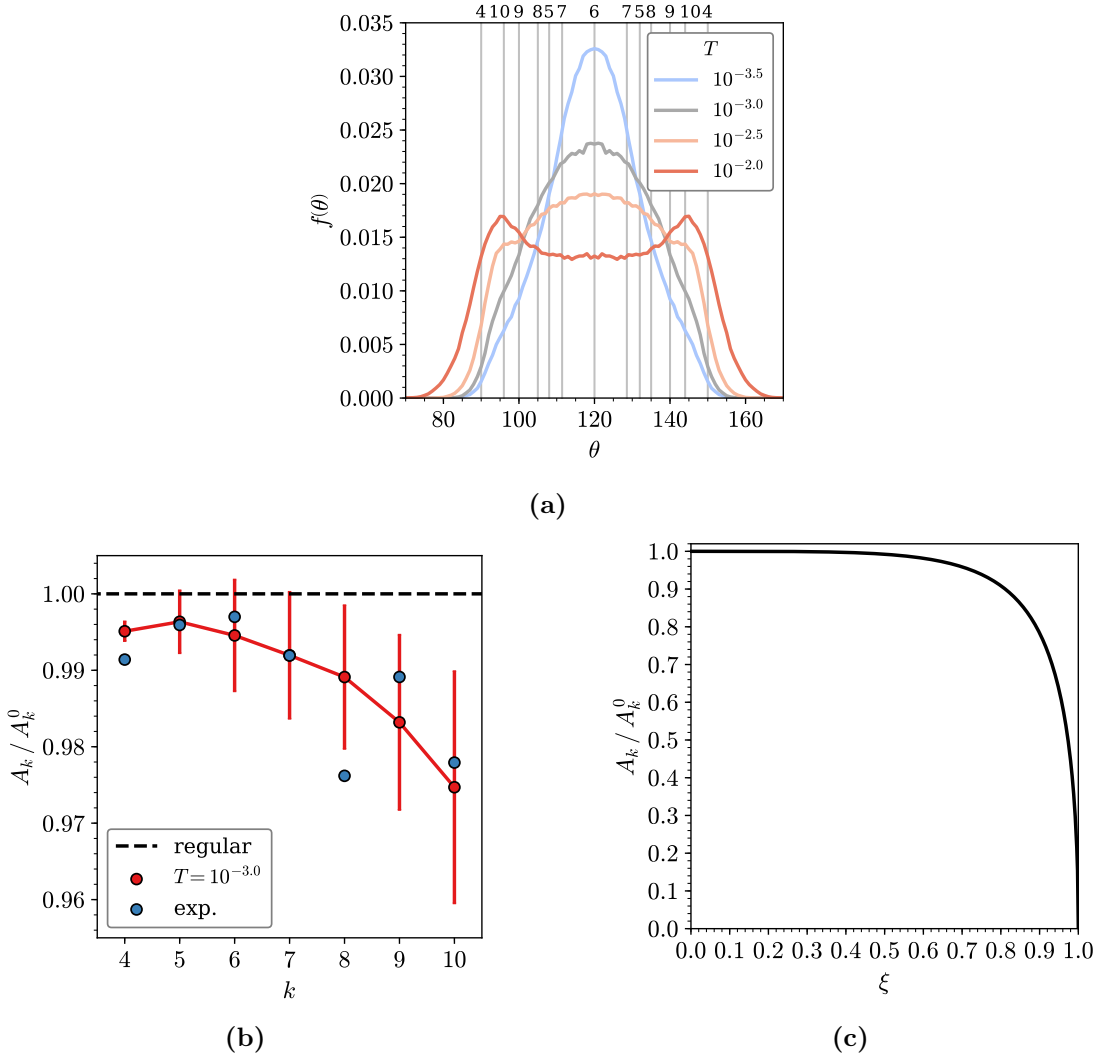 4 10 9 8 5 7 6 7 5 8 9 10 4
0.035
0.030
0.025
0.020
0.015
0.010
0.005
0.000
f(θ)
T
10^{-3.5}
10^{-3.0}
10^{-2.5}
10^{-2.0}
80 100 120 140 160
θ
(a)
1.00
0.99
0.98
0.97
0.96
A_k / A_k^0
regular
T = 10^{-3.0}
exp.
4 5 6 7 8 9 10
k
(b)
1.0
0.9
0.8
0.7
0.6
0.5
0.4
0.3
0.2
0.1
0.0
A_k / A_k^0
0.0 0.1 0.2 0.3 0.4 0.5 0.6 0.7 0.8 0.9 1.0
ξ
(c)